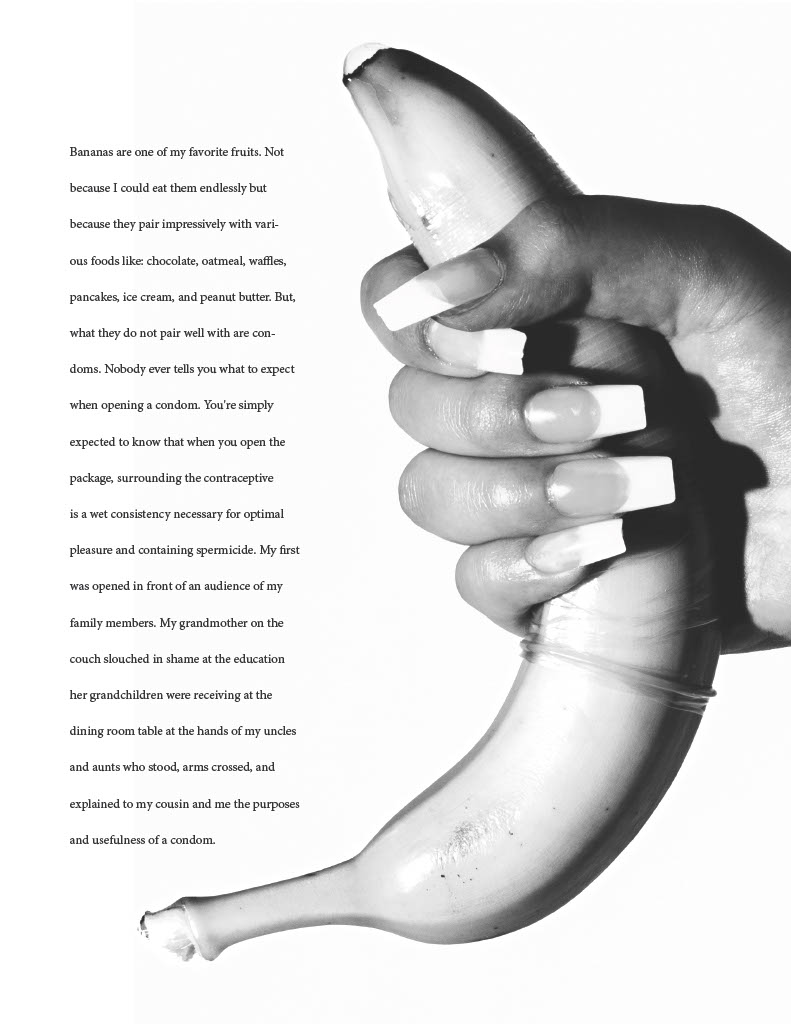 Bananas are one of my favorite fruits. Not
because I could eat them endlessly but
because they pair impressively with vari-
ous foods like: chocolate, oatmeal, waffles,
pancakes, ice cream, and peanut butter. But,
what they do not pair well with are con-
doms. Nobody ever tells you what to expect
when opening a condom. You're simply
expected to know that when you open the
package, surrounding the contraceptive
is a wet consistency necessary for optimal
pleasure and containing spermicide. My first
was opened in front of an audience of my
family members. My grandmother on the
couch slouched in shame at the education
her grandchildren were receiving at the
dining room table at the hands of my uncles
and aunts who stood, arms crossed, and
explained to my cousin and me the purposes
and usefulness of a condom.